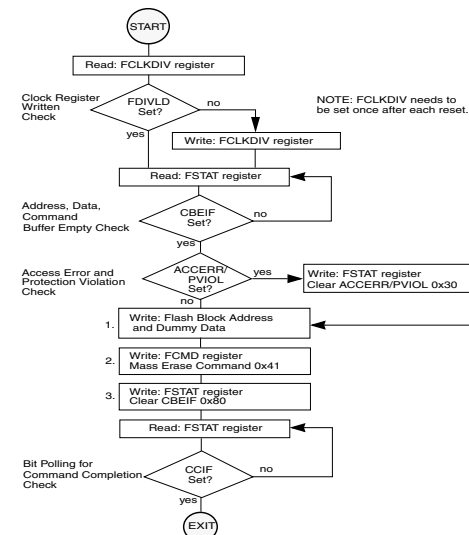 START
Read: FCLKDIV register
Clock Register
Written
Check
FDIVLD
Set?
no
yes
NOTE: FCLKDIV needs to
be set once after each reset.
Write: FCLKDIV register
Read: FSTAT register
Address, Data,
Command
Buffer Empty Check
CBEIF
Set?
no
yes
Access Error and
Protection Violation
Check
ACCERR/
PVIOL
Set?
yes
no
Write: FSTAT register
Clear ACCERR/PVIOL 0x30
1. Write: Flash Block Address
and Dummy Data
2. Write: FCMD register
Mass Erase Command 0x41
3. Write: FSTAT register
Clear CBEIF 0x80
Read: FSTAT register
Bit Polling for
Command Completion
Check
CCIF
Set?
no
yes
EXIT